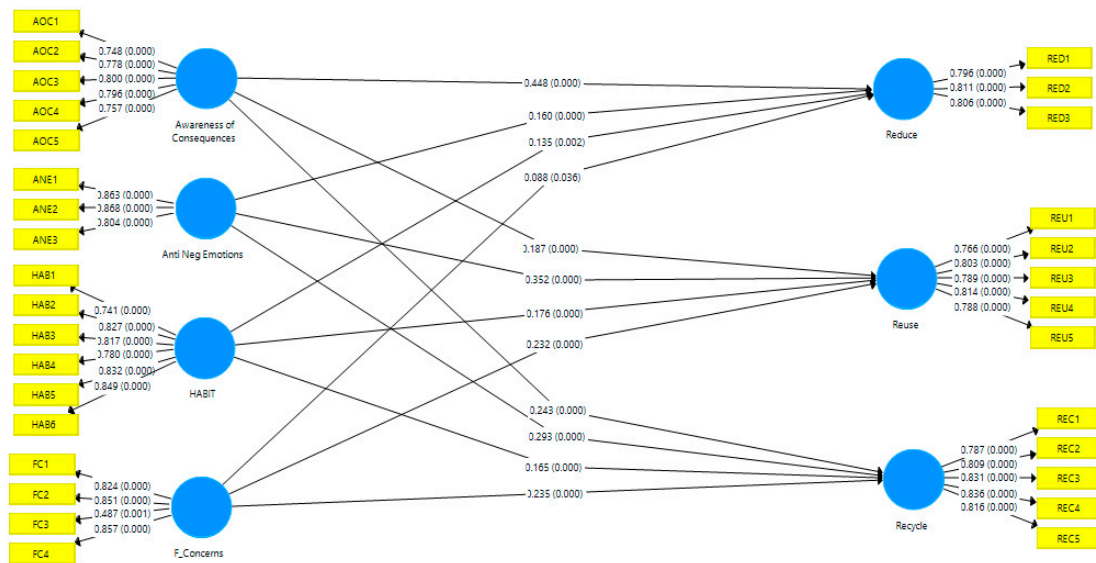 AOC1
AOC2
AOC3
AOC4
AOC5
0.748 (0.000)
0.778 (0.000)
0.800 (0.000)
0.796 (0.000)
0.757 (0.000)
Awareness of
Consequences
ANE1
ANE2
ANE3
0.863 (0.000)
0.868 (0.000)
0.804 (0.000)
Anti Neg Emotions
HAB1
HAB2
HAB3
HAB4
HAB5
HAB6
0.741 (0.000)
0.827 (0.000)
0.817 (0.000)
0.780 (0.000)
0.832 (0.000)
0.849 (0.000)
HABIT
FC1
FC2
FC3
FC4
0.824 (0.000)
0.851 (0.000)
0.487 (0.001)
0.857 (0.000)
F_Concerns
0.448 (0.000)
0.160 (0.000)
0.135 (0.002)
0.088 (0.036)
0.187 (0.000)
0.352 (0.000)
0.176 (0.000)
0.232 (0.000)
0.243 (0.000)
0.293 (0.000)
0.165 (0.000)
0.235 (0.000)
Reduce
0.796 (0.000)
0.811 (0.000)
0.806 (0.000)
RED1
RED2
RED3
Reuse
0.766 (0.000)
0.803 (0.000)
0.789 (0.000)
0.814 (0.000)
0.788 (0.000)
REU1
REU2
REU3
REU4
REU5
Recycle
0.787 (0.000)
0.809 (0.000)
0.831 (0.000)
0.836 (0.000)
0.816 (0.000)
REC1
REC2
REC3
REC4
REC5